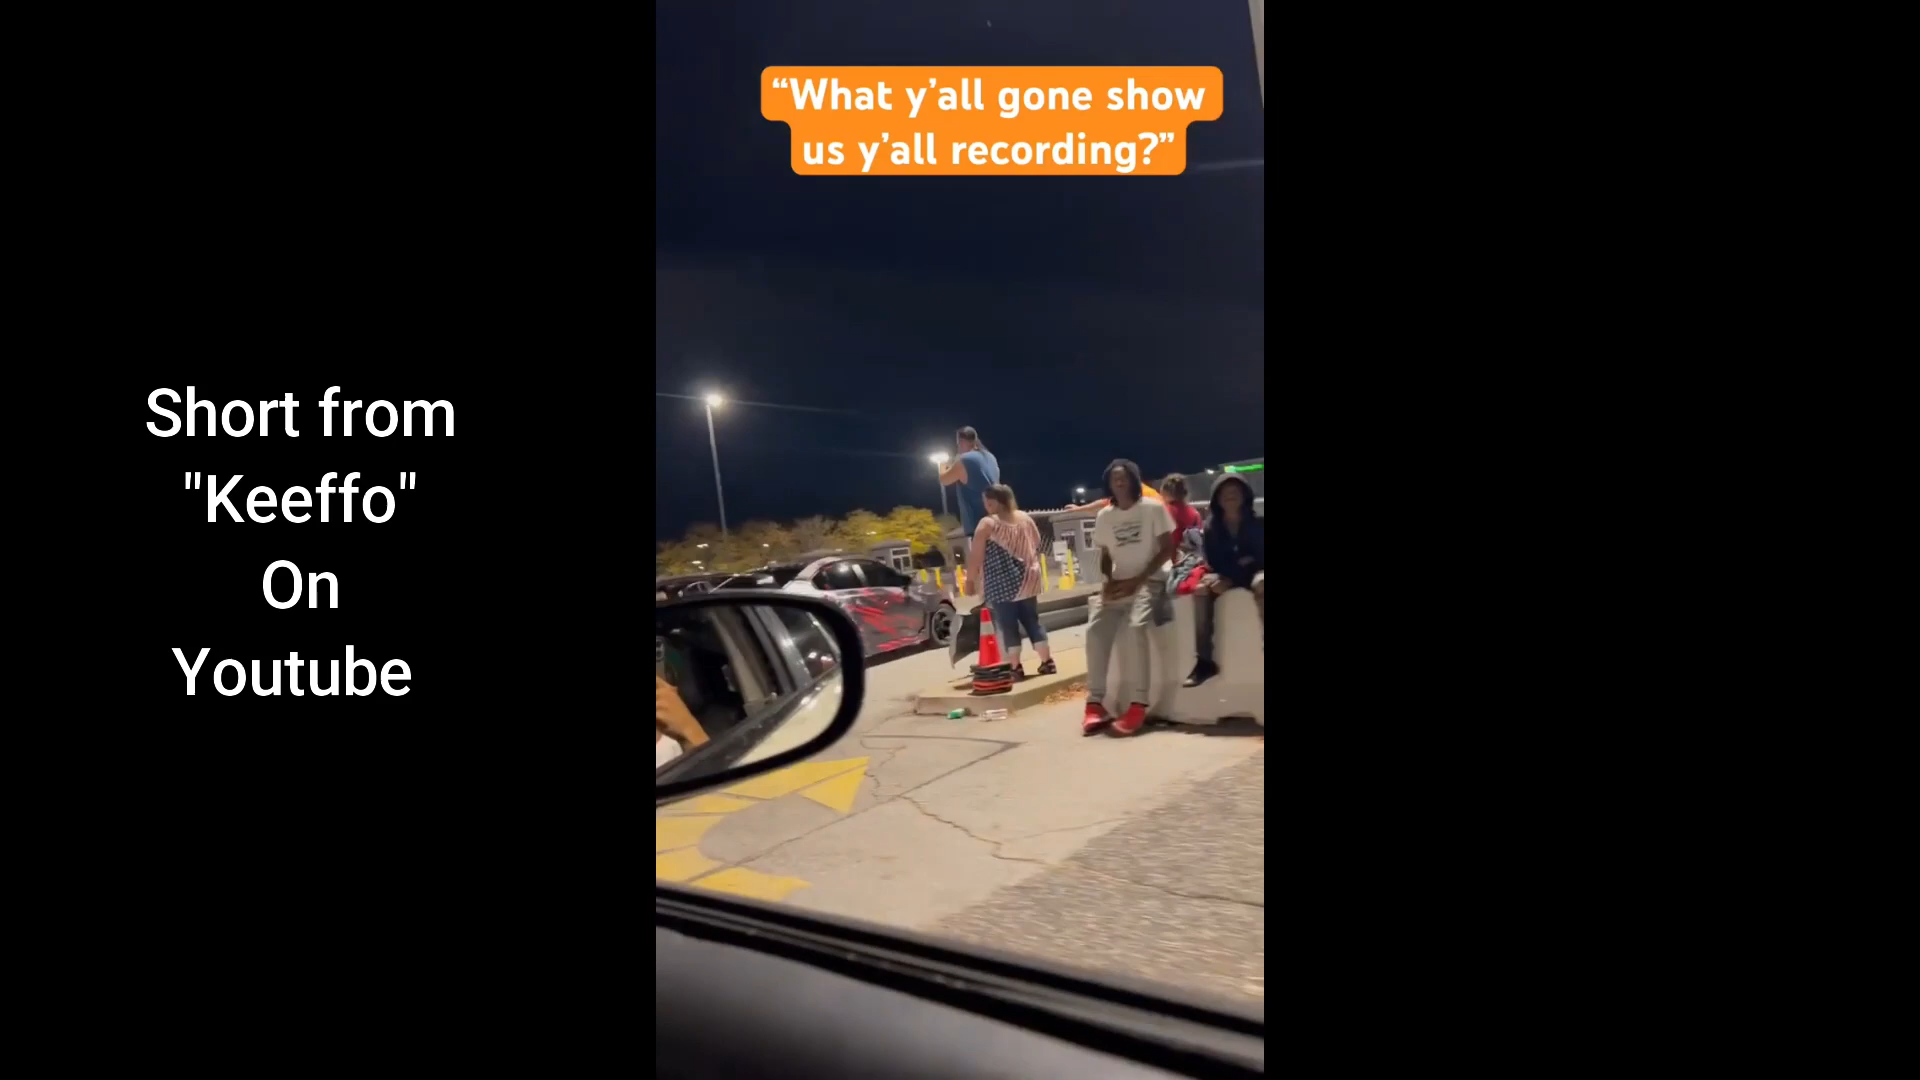 Short from
"Keeffo"
On
Youtube
“What y’all gone show
us y’all recording?”